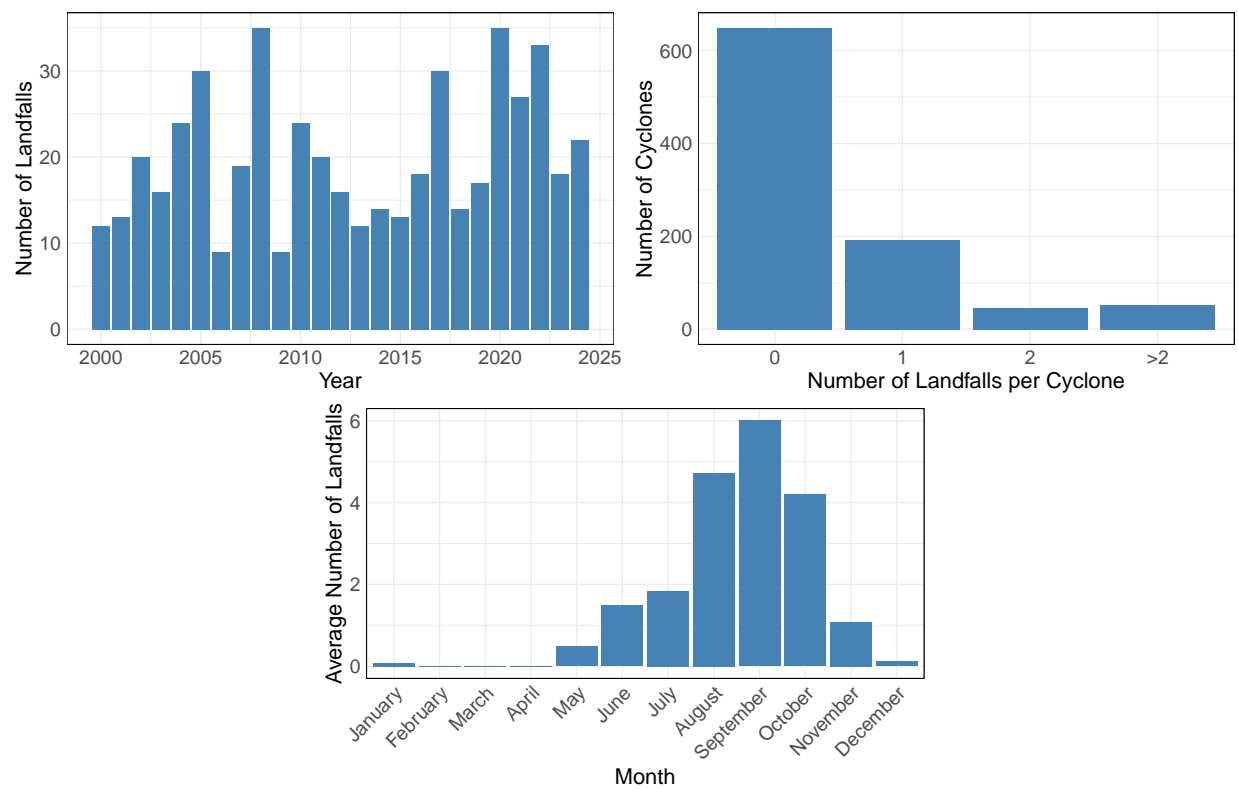 Number of Landfalls
30
20
10
0
2000 2005 2010 2015 2020 2025
Year
Number of Cyclones
600
400
200
0
0 1 2 >2
Number of Landfalls per Cyclone
Average Number of Landfalls
6
4
2
0
January February March April May June July August September October November December
Month